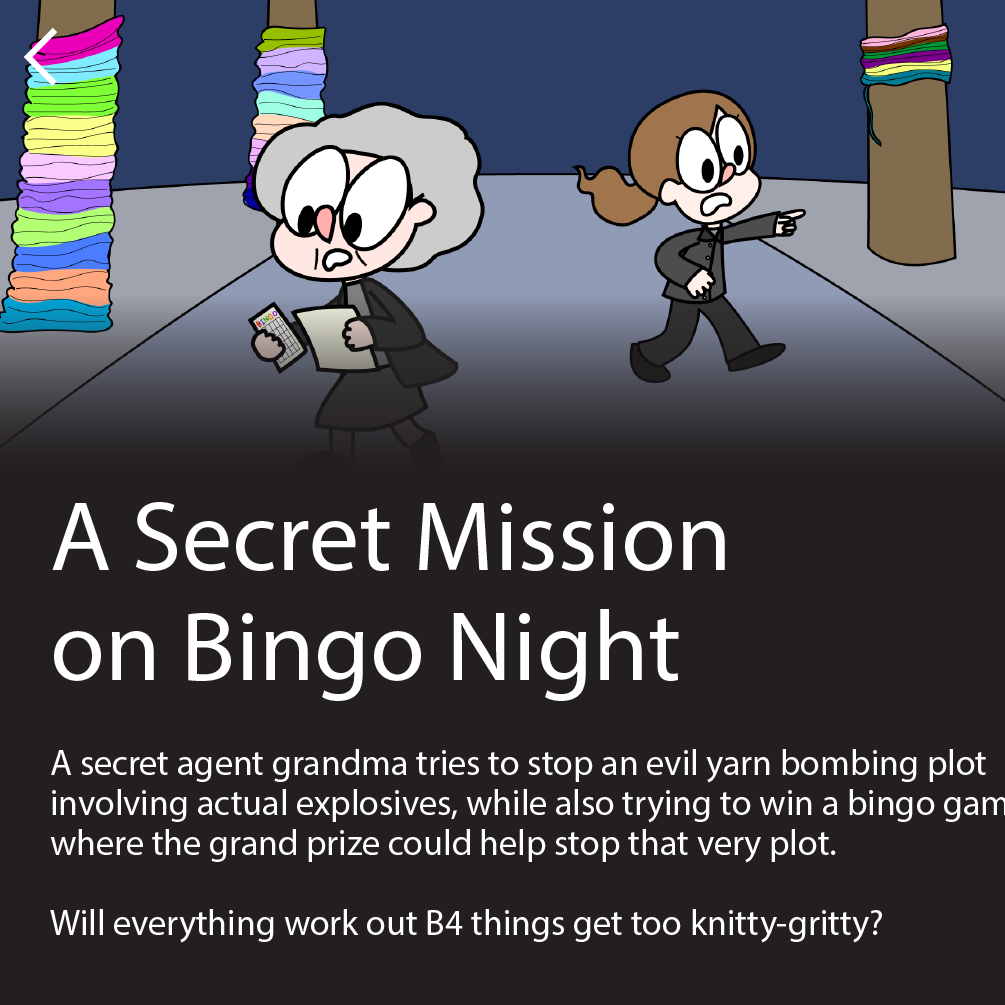 BINGO
A Secret Mission
on Bingo Night
A secret agent grandma tries to stop an evil yarn bombing plot
involving actual explosives, while also trying to win a bingo gam
where the grand prize could help stop that very plot.
Will everything work out B4 things get too knitty-gritty?